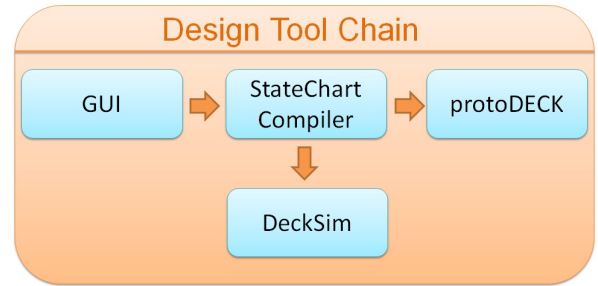 Design Tool Chain
GUI
StateChart
Compiler
protoDECK
DeckSim